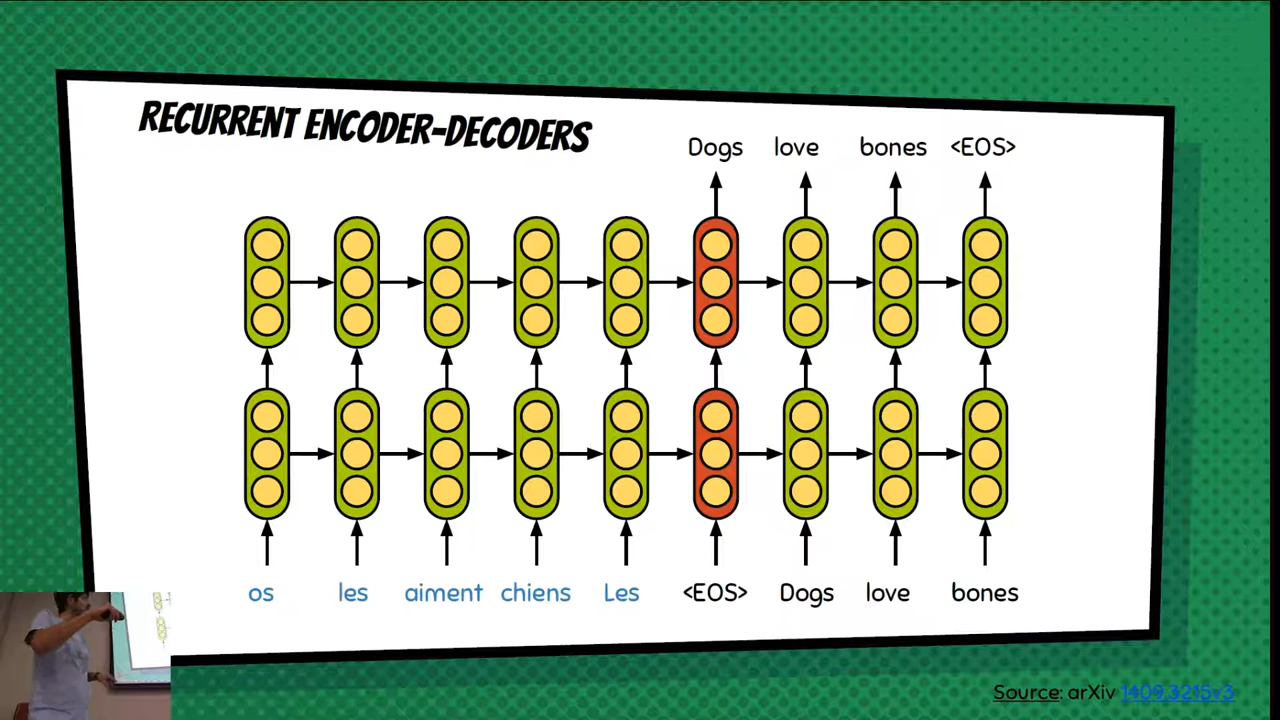 RECURRENT ENCODER-DECODERS
Dogs love bones <EOS>
os les aiment chiens Les <EOS> Dogs love bones
Source: arXiv 1409.3215v3